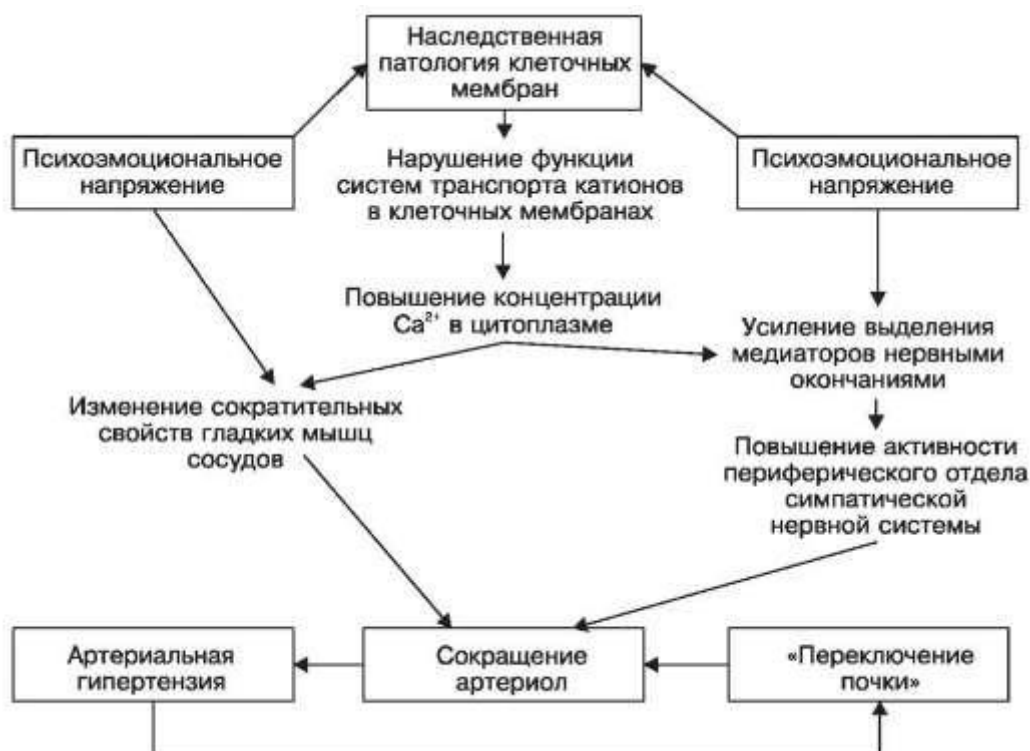 Наследственная
патология клеточных
мембран
Психоэмоциональное
напряжение
Нарушение функции
систем транспорта катионов
в клеточных мембранах
Психоэмоциональное
напряжение
Повышение концентрации
Ca²⁺ в цитоплазме
Усиление выделения
медиаторов нервными
окончаниями
Изменение сократительных
свойств гладких мышц
сосудов
Повышение активности
периферического отдела
симпатической
нервной системы
Артериальная
гипертензия
Сокращение
артериол
«Переключение
почки»